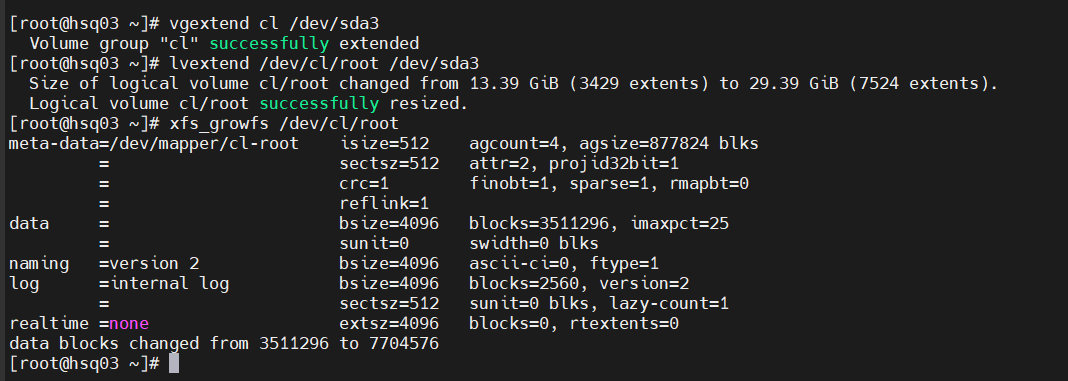 [root@hsq03 ~]# vgextend cl /dev/sda3
  Volume group "cl" successfully extended
[root@hsq03 ~]# lvextend /dev/cl/root /dev/sda3
  Size of logical volume cl/root changed from 13.39 GiB (3429 extents) to 29.39 GiB (7524 extents).
  Logical volume cl/root successfully resized.
[root@hsq03 ~]# xfs_growfs /dev/cl/root
meta-data=/dev/mapper/cl-root    isize=512    agcount=4, agsize=877824 blks
         =                       sectsz=512   attr=2, projid32bit=1
         =                       crc=1        finobt=1, sparse=1, rmapbt=0
         =                       reflink=1
data     =                       bsize=4096   blocks=3511296, imaxpct=25
         =                       sunit=0      swidth=0 blks
naming   =version 2              bsize=4096   ascii-ci=0, ftype=1
log      =internal log           bsize=4096   blocks=2560, version=2
         =                       sectsz=512   sunit=0 blks, lazy-count=1
realtime =none                   extsz=4096   blocks=0, rtextents=0
data blocks changed from 3511296 to 7704576
[root@hsq03 ~]#